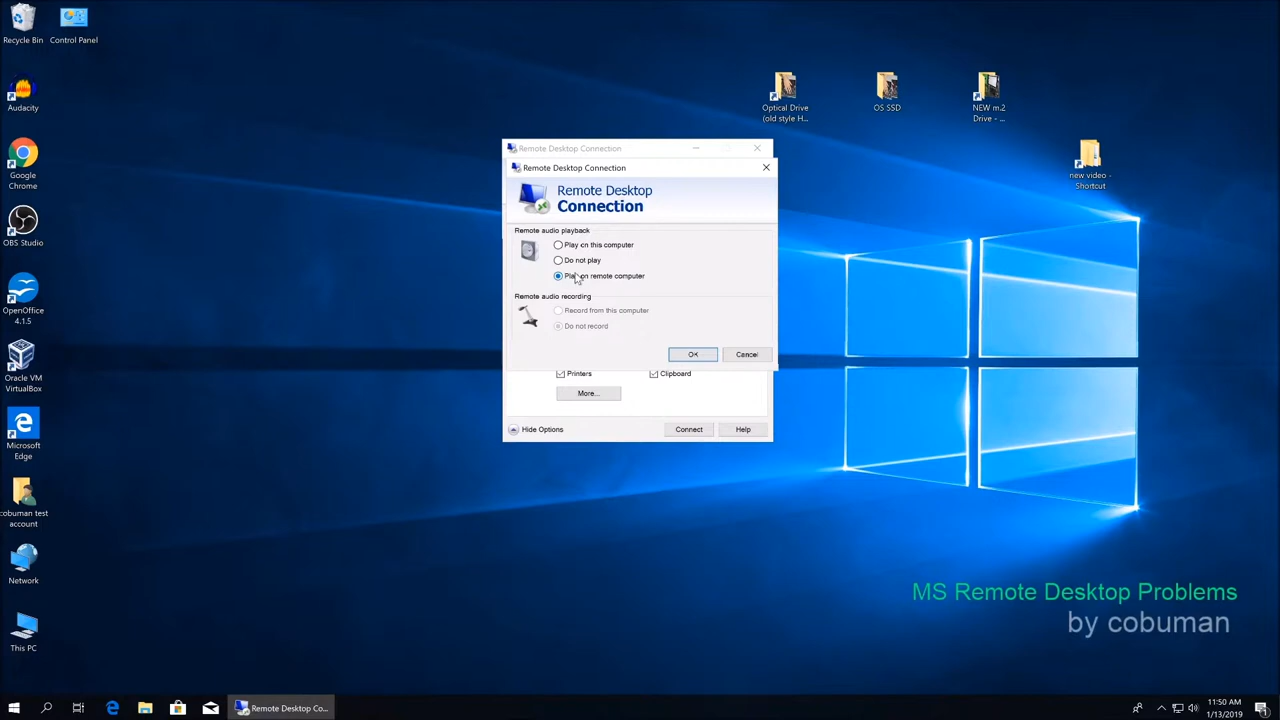 Recycle Bin
Control Panel
Audacity
Google
Chrome
OBS Studio
OpenOffice
4.1.5
Oracle VM
VirtualBox
Microsoft
Edge
cobuman test
account
Network
This PC
Optical Drive
(old style H...
OS SSD
NEW m.2
Drive - ...
new video -
Shortcut
Remote Desktop Connection
Remote Desktop Connection
Remote Desktop
Connection
Remote audio playback
Play on this computer
Do not play
Play on remote computer
Remote audio recording
Record from this computer
Do not record
OK
Cancel
Printers
Clipboard
More...
Hide Options
Connect
Help
MS Remote Desktop Problems
by cobuman
Remote Desktop Co...
11:50 AM
1/13/2019
1